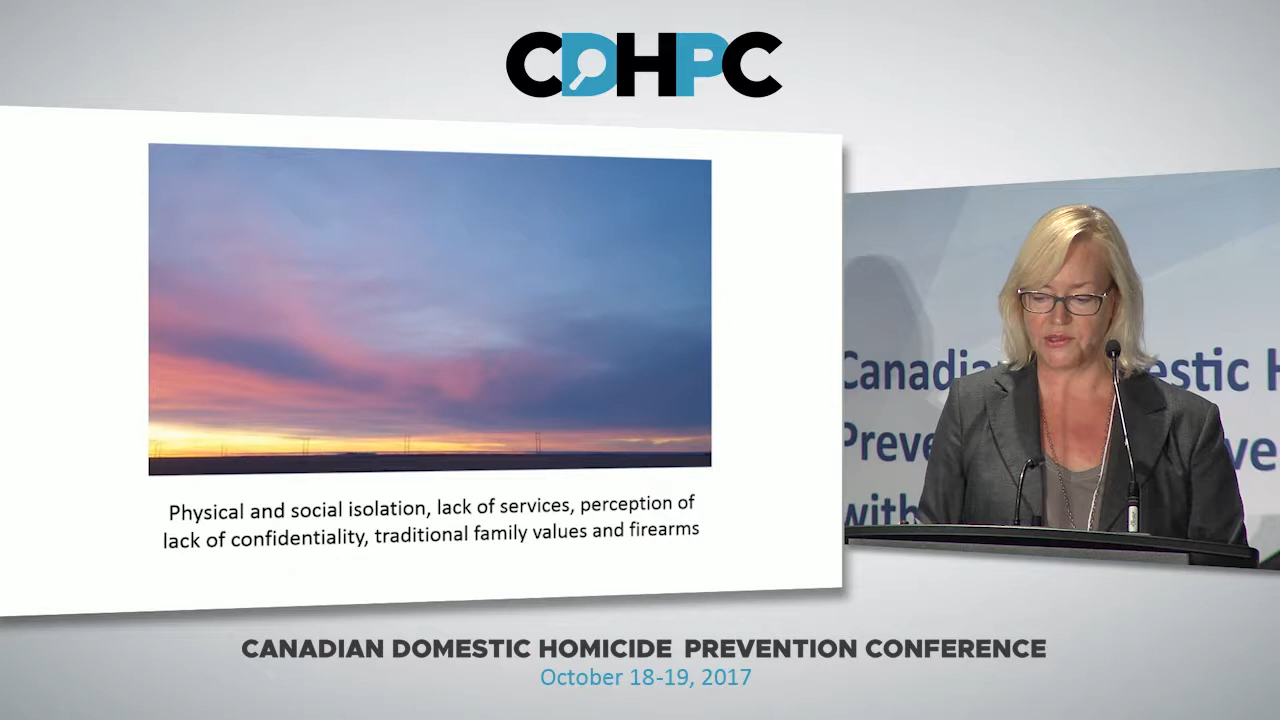 CDHPC
Physical and social isolation, lack of services, perception of
lack of confidentiality, traditional family values and firearms
Canadian
estic H
Preve
ve
with
CANADIAN DOMESTIC HOMICIDE PREVENTION CONFERENCE
October 18-19, 2017